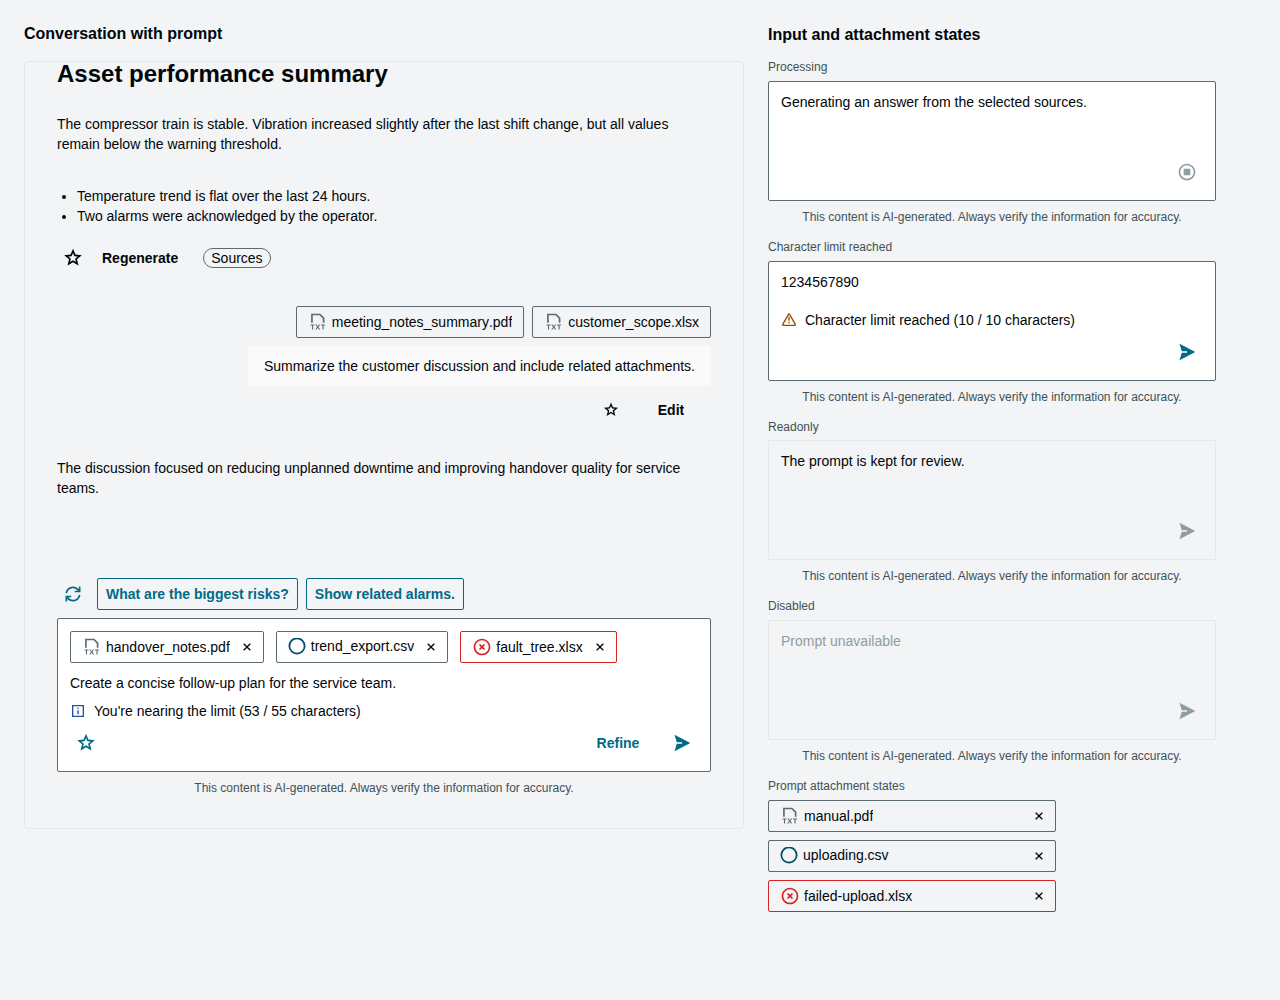 Conversation with prompt
Asset performance summary
The compressor train is stable. Vibration increased slightly after the last shift change, but all values
remain below the warning threshold.
Temperature trend is flat over the last 24 hours.
Two alarms were acknowledged by the operator.
Regenerate
Sources
TXT meeting_notes_summary.pdf
TXT customer_scope.xlsx
Summarize the customer discussion and include related attachments.
Edit
The discussion focused on reducing unplanned downtime and improving handover quality for service
teams.
What are the biggest risks?
Show related alarms.
TXT handover_notes.pdf
trend_export.csv
fault_tree.xlsx
Create a concise follow-up plan for the service team.
You're nearing the limit (53 / 55 characters)
Refine
This content is AI-generated. Always verify the information for accuracy.
Input and attachment states
Processing
Generating an answer from the selected sources.
This content is AI-generated. Always verify the information for accuracy.
Character limit reached
1234567890
Character limit reached (10 / 10 characters)
This content is AI-generated. Always verify the information for accuracy.
Readonly
The prompt is kept for review.
This content is AI-generated. Always verify the information for accuracy.
Disabled
Prompt unavailable
This content is AI-generated. Always verify the information for accuracy.
Prompt attachment states
TXT manual.pdf
uploading.csv
failed-upload.xlsx